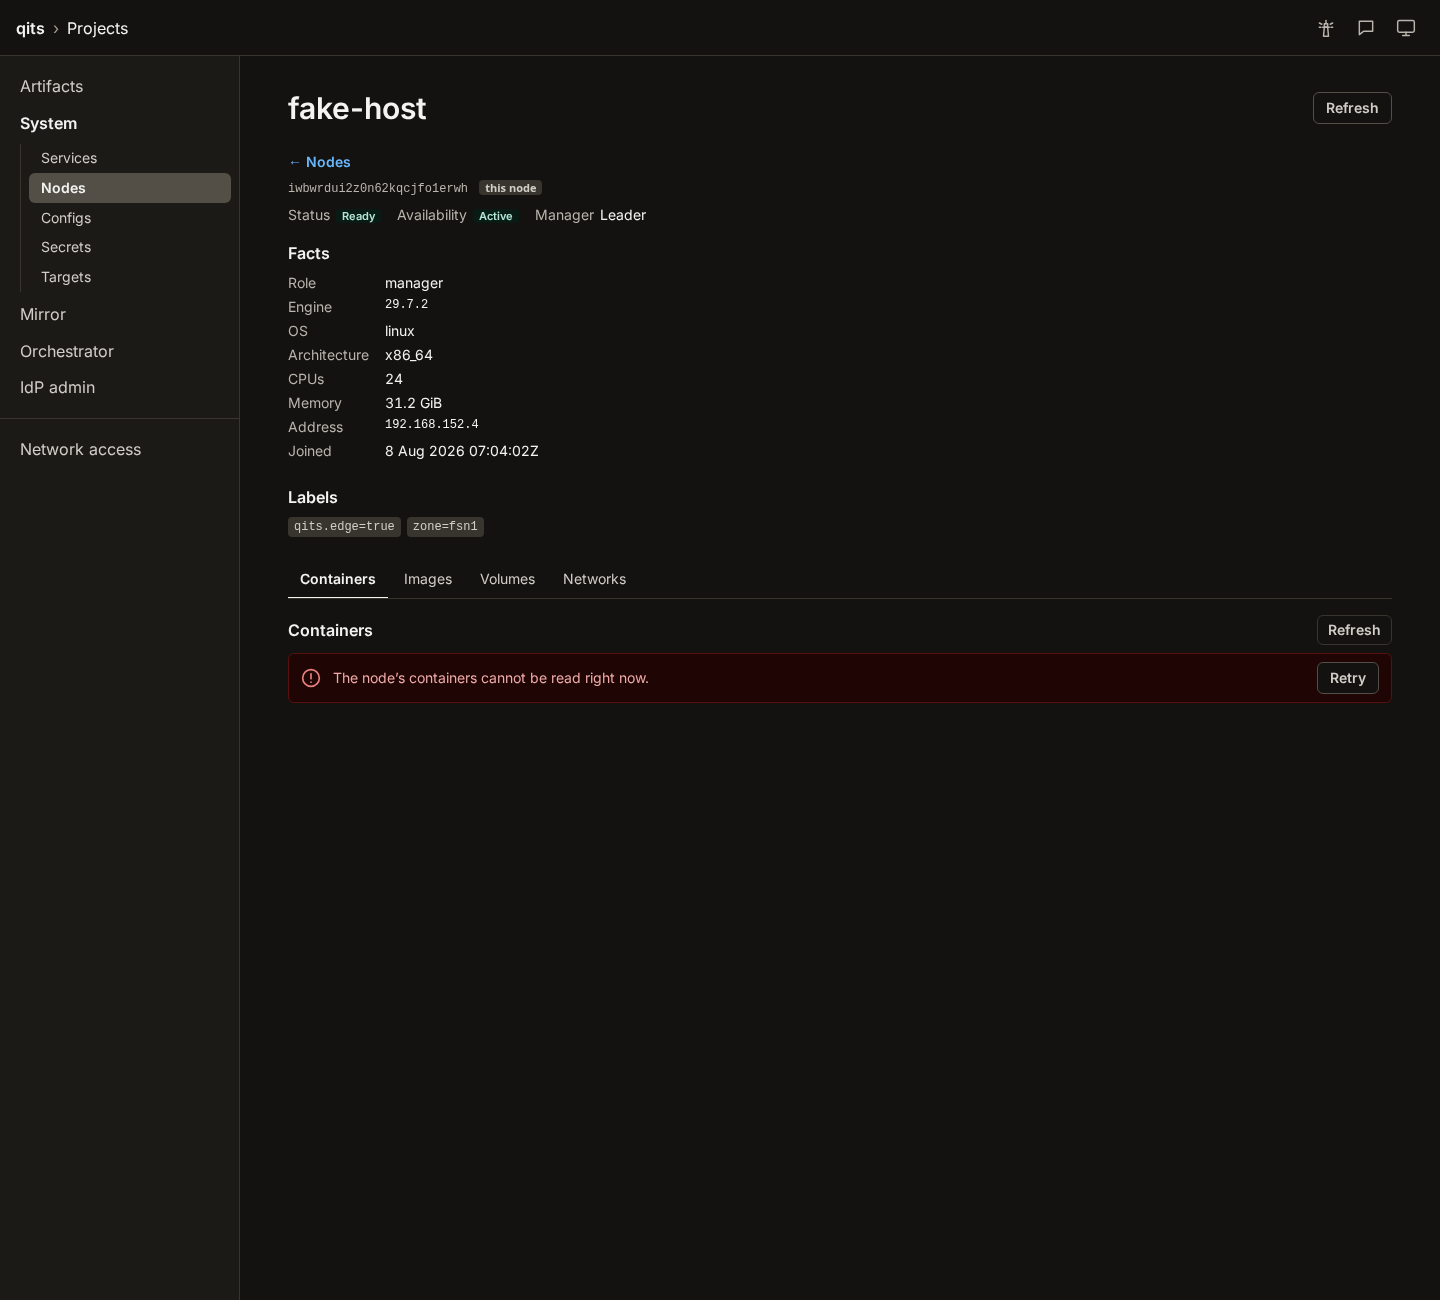 qits › Projects
Artifacts
System
Services
Nodes
Configs
Secrets
Targets
Mirror
Orchestrator
IdP admin
Network access
fake-host
Refresh
← Nodes
iwbwrdui2z0n62kqcjfo1erwh this node
Status Ready Availability Active Manager Leader
Facts
Role manager
Engine 29.7.2
OS linux
Architecture x86_64
CPUs 24
Memory 31.2 GiB
Address 192.168.152.4
Joined 8 Aug 2026 07:04:02Z
Labels
qits.edge=true zone=fsn1
Containers Images Volumes Networks
Containers Refresh
The node’s containers cannot be read right now. Retry